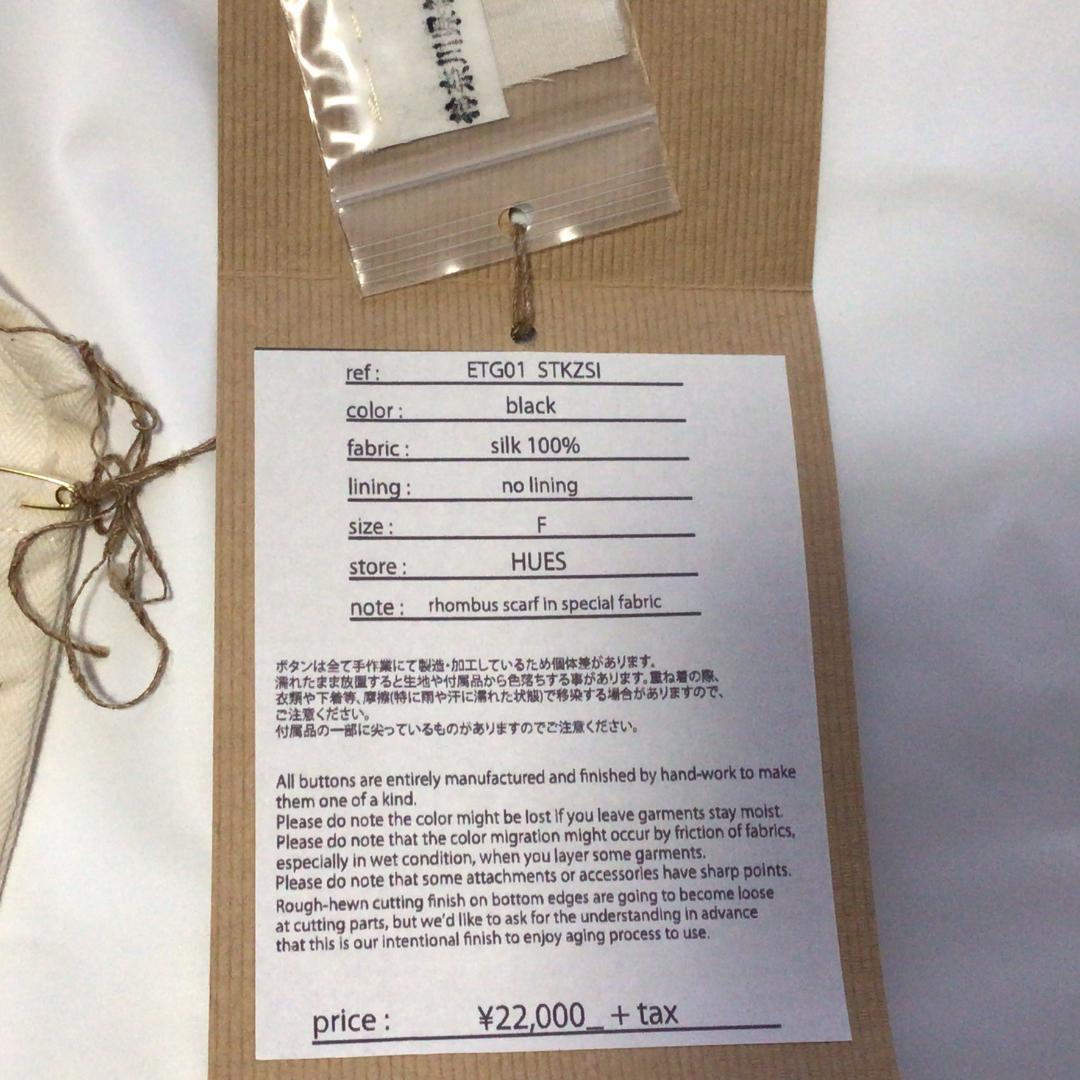 神奈川県
ref : ETG01 STKZSI
color : black
fabric : silk 100%
lining : no lining
size : F
store : HUES
note : rhombus scarf in special fabric
ボタンは全て手作業にて製造・加工しているため個体差があります。
濡れたまま放置すると生地や付属品から色落ちする事があります。重ね着の際、
衣類や下着等、摩擦(特に雨や汗に濡れた状態)で移染する場合がありますので、
ご注意ください。
付属品の一部に尖っているものがありますのでご注意ください。
All buttons are entirely manufactured and finished by hand-work to make
them one of a kind.
Please do note the color might be lost if you leave garments stay moist.
Please do note that the color migration might occur by friction of fabrics,
especially in wet condition, when you layer some garments.
Please do note that some attachments or accessories have sharp points.
Rough-hewn cutting finish on bottom edges are going to become loose
at cutting parts, but we'd like to ask for the understanding in advance
that this is our intentional finish to enjoy aging process to use.
price : ¥22,000_ + tax